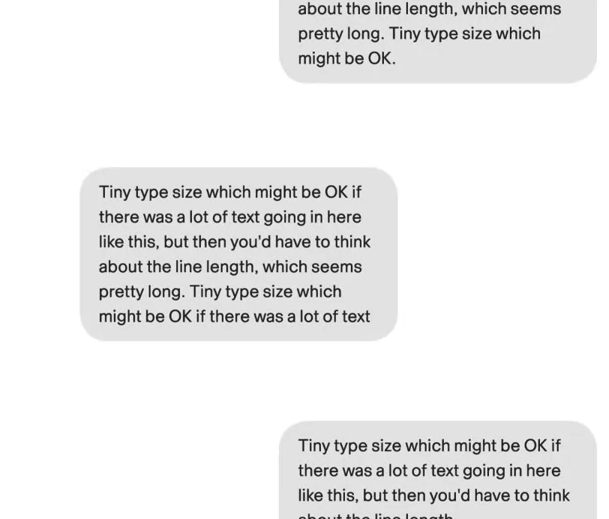 about the line length, which seems
pretty long. Tiny type size which
might be OK.
Tiny type size which might be OK if
there was a lot of text going in here
like this, but then you'd have to think
about the line length, which seems
pretty long. Tiny type size which
might be OK if there was a lot of text
Tiny type size which might be OK if
there was a lot of text going in here
like this, but then you'd have to think
about the line length